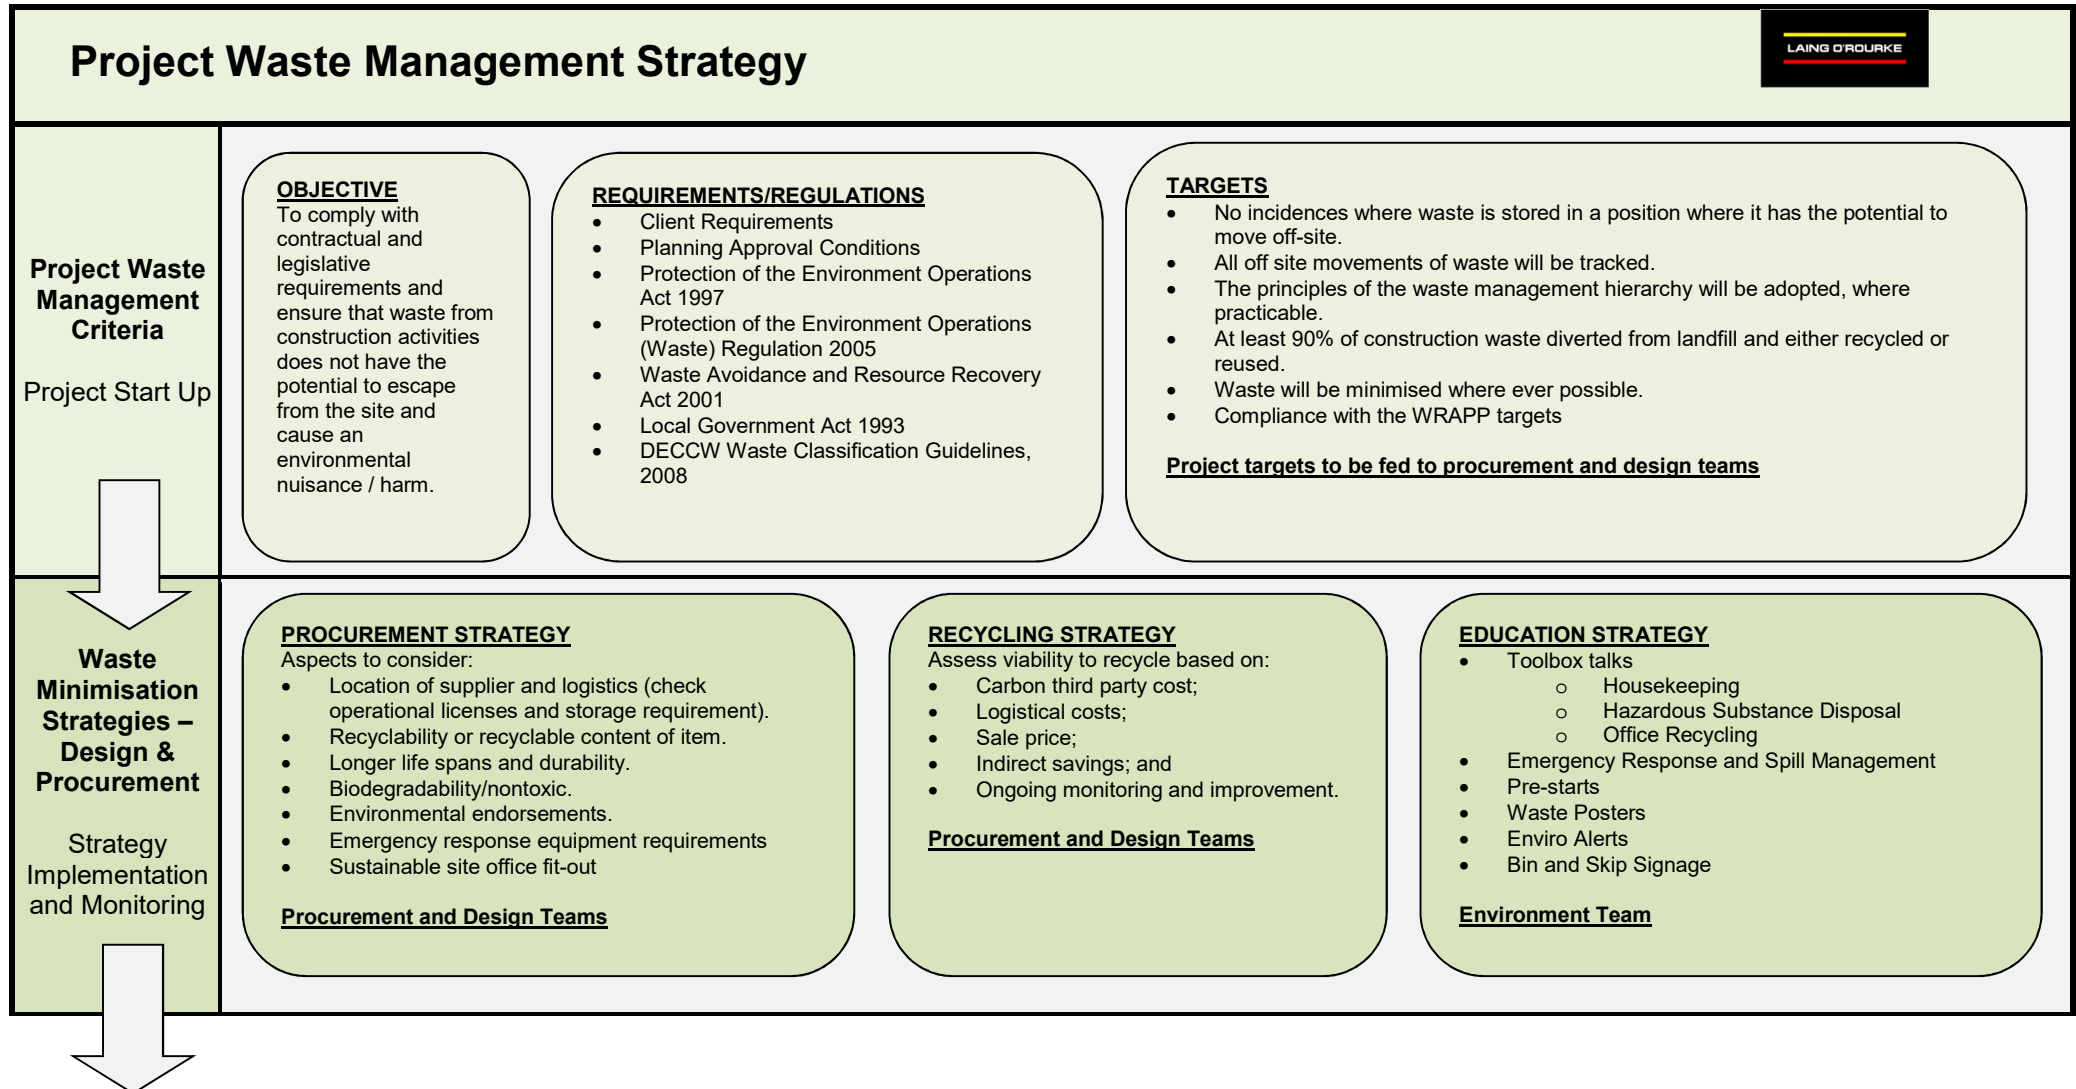 Project Waste Management Strategy
LAING O'ROURKE
Project Waste
Management
Criteria
Project Start Up
OBJECTIVE
To comply with
contractual and
legislative
requirements and
ensure that waste from
construction activities
does not have the
potential to escape
from the site and
cause an
environmental
nuisance / harm.
REQUIREMENTS/REGULATIONS
• Client Requirements
• Planning Approval Conditions
• Protection of the Environment Operations
Act 1997
• Protection of the Environment Operations
(Waste) Regulation 2005
• Waste Avoidance and Resource Recovery
Act 2001
• Local Government Act 1993
• DECCW Waste Classification Guidelines,
2008
TARGETS
• No incidences where waste is stored in a position where it has the potential to
move off-site.
• All off site movements of waste will be tracked.
• The principles of the waste management hierarchy will be adopted, where
practicable.
• At least 90% of construction waste diverted from landfill and either recycled or
reused.
• Waste will be minimised where ever possible.
• Compliance with the WRAPP targets
Project targets to be fed to procurement and design teams
Waste
Minimisation
Strategies –
Design &
Procurement
Strategy
Implementation
and Monitoring
PROCUREMENT STRATEGY
Aspects to consider:
• Location of supplier and logistics (check
operational licenses and storage requirement).
• Recyclability or recyclable content of item.
• Longer life spans and durability.
• Biodegradability/nontoxic.
• Environmental endorsements.
• Emergency response equipment requirements
• Sustainable site office fit-out
Procurement and Design Teams
RECYCLING STRATEGY
Assess viability to recycle based on:
• Carbon third party cost;
• Logistical costs;
• Sale price;
• Indirect savings; and
• Ongoing monitoring and improvement.
Procurement and Design Teams
EDUCATION STRATEGY
• Toolbox talks
o Housekeeping
o Hazardous Substance Disposal
o Office Recycling
• Emergency Response and Spill Management
• Pre-starts
• Waste Posters
• Enviro Alerts
• Bin and Skip Signage
Environment Team